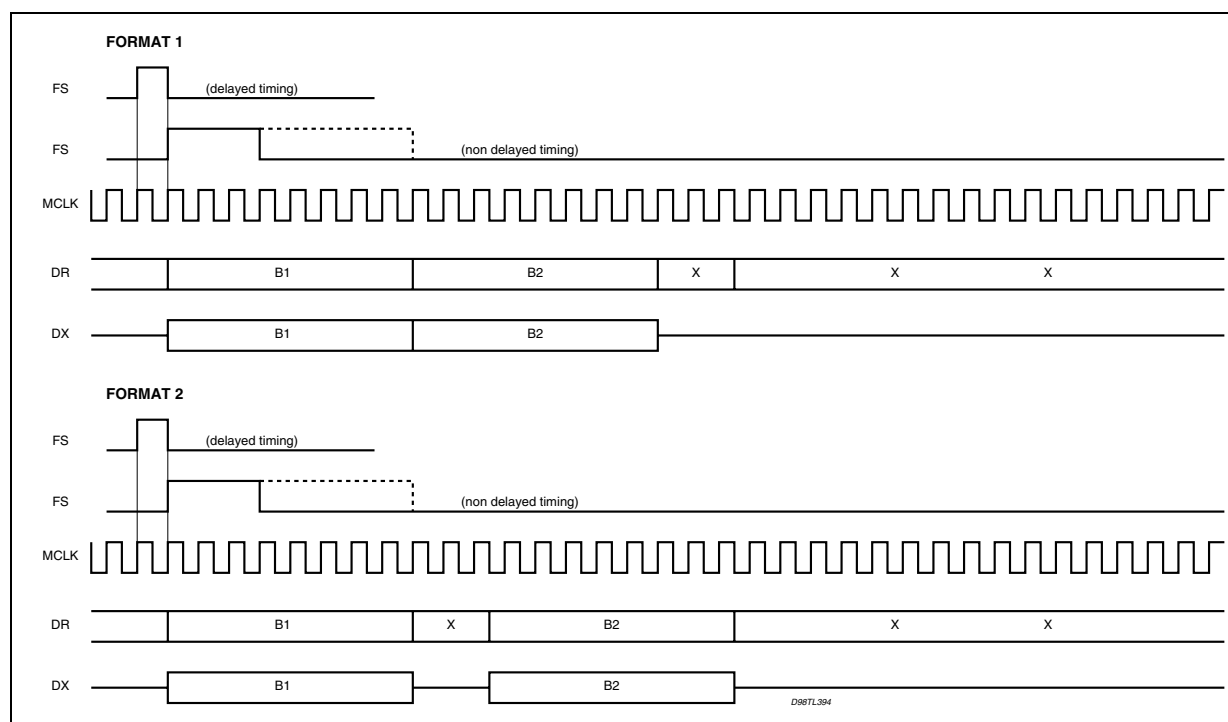 FORMAT 1
FS (delayed timing)
FS (non delayed timing)
MCLK
DR B1 B2 X X X
DX B1 B2
FORMAT 2
FS (delayed timing)
FS (non delayed timing)
MCLK
DR B1 X B2 X X
DX B1 B2
D98TL394